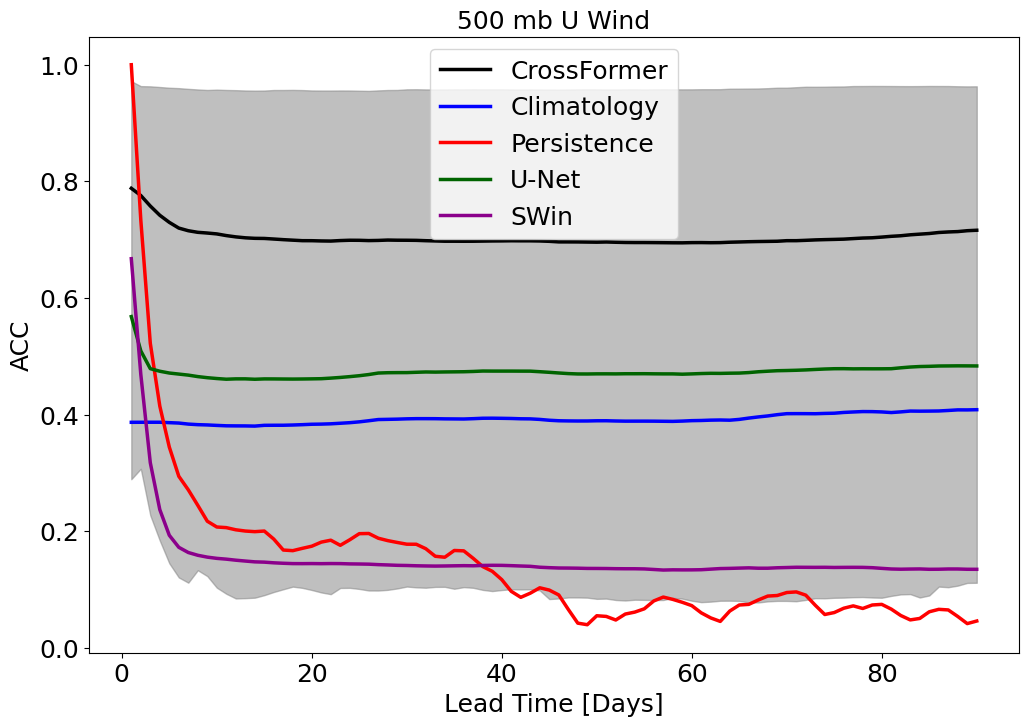 500 mb U Wind
CrossFormer
Climatology
Persistence
U-Net
SWin
ACC
1.0
0.8
0.6
0.4
0.2
0.0
0 20 40 60 80
Lead Time [Days]